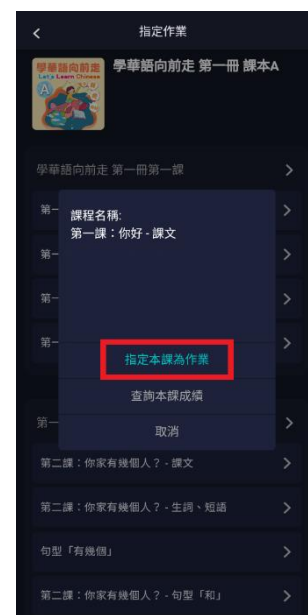 指定作業
學華語向前走
Let's Learn Chinese
A
學華語向前走 第一冊 課本A
學華語向前走 第一冊第一課
第一
課程名稱:
第一課：你好 - 課文
第一
第一
第一
指定本課為作業
查詢本課成績
第一
取消
第二課：你家有幾個人？ - 課文
第二課：你家有幾個人？ - 生詞、短語
句型「有幾個」
第二課：你家有幾個人？ - 句型「和」